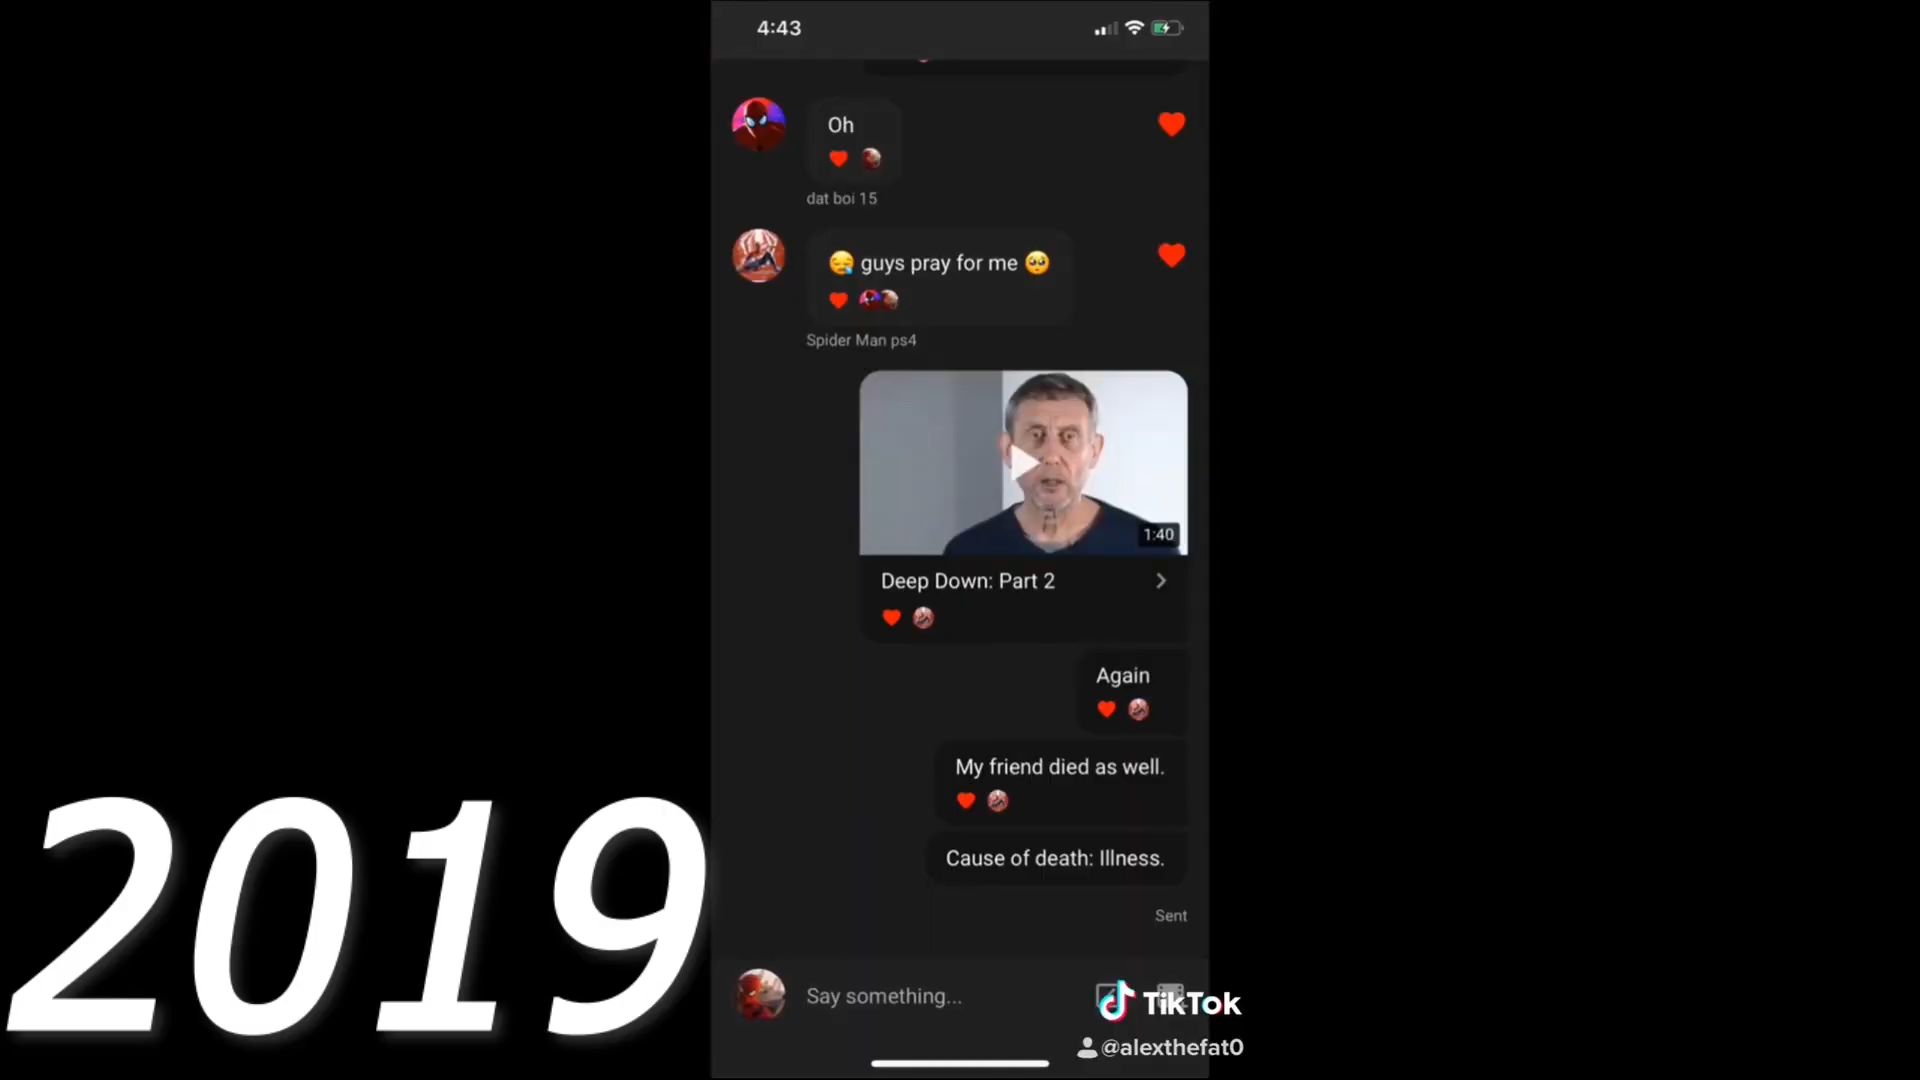 4:43
Oh
dat boi 15
guys pray for me
Spider Man ps4
1:40
Deep Down: Part 2
Again
My friend died as well.
Cause of death: Illness.
Sent
Say something...
TikTok
@alexthefat0
2019